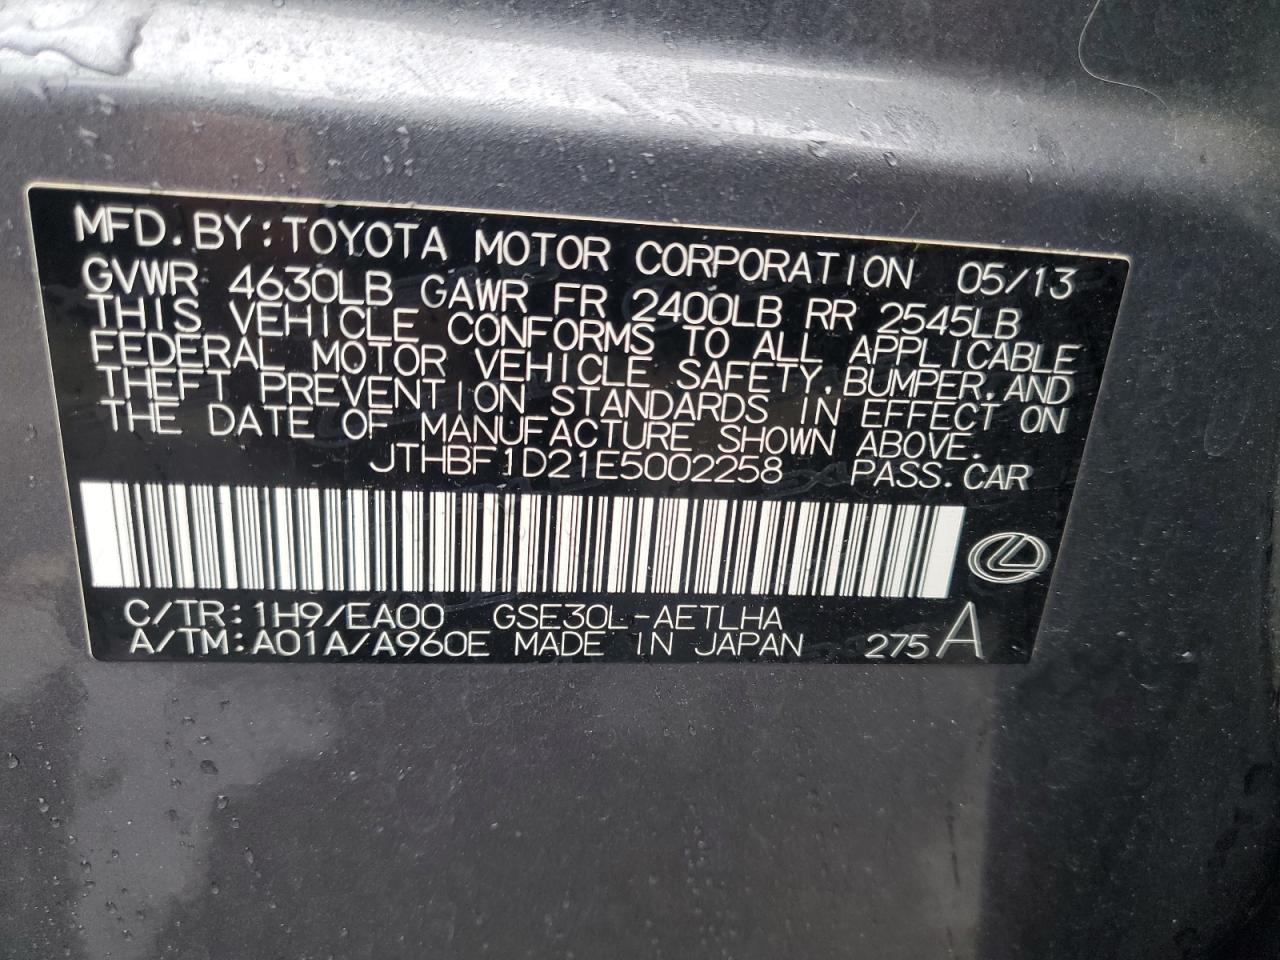 MFD.BY:TOYOTA MOTOR CORPORATION 05/13
GVWR 4630LB GAWR FR 2400LB RR 2545LB
THIS VEHICLE CONFORMS TO ALL APPLICABLE
FEDERAL MOTOR VEHICLE SAFETY,BUMPER,AND
THEFT PREVENTION STANDARDS IN EFFECT ON
THE DATE OF MANUFACTURE SHOWN ABOVE.
JTHBF1D21E5002258 PASS.CAR
C/TR:1H9/EA00 GSE30L-AETLHA
A/TM:A01A/A960E MADE IN JAPAN 275 A